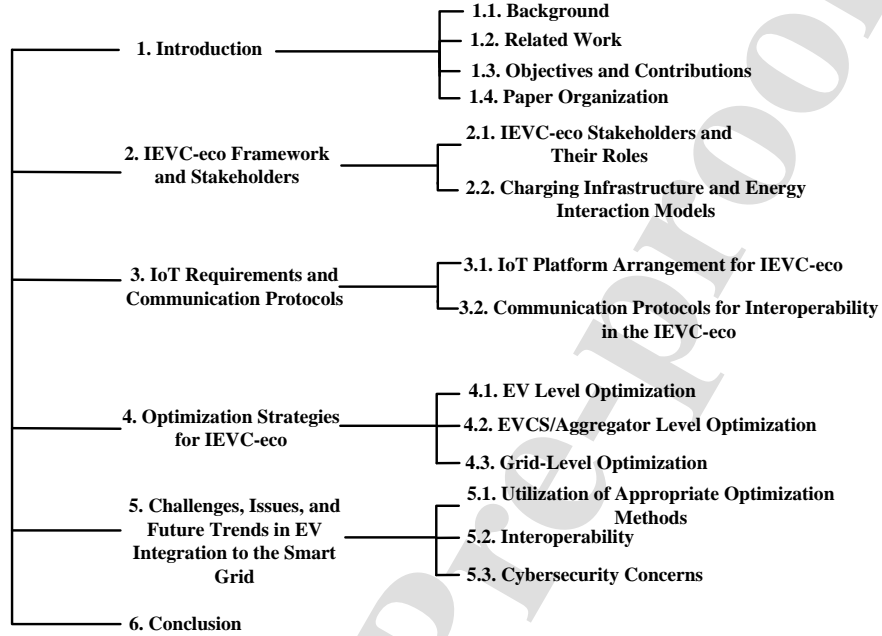 1. Introduction
1.1. Background
1.2. Related Work
1.3. Objectives and Contributions
1.4. Paper Organization
2. IEVC-eco Framework
and Stakeholders
2.1. IEVC-eco Stakeholders and
Their Roles
2.2. Charging Infrastructure and Energy
Interaction Models
3. IoT Requirements and
Communication Protocols
3.1. IoT Platform Arrangement for IEVC-eco
3.2. Communication Protocols for Interoperability
in the IEVC-eco
4. Optimization Strategies
for IEVC-eco
4.1. EV Level Optimization
4.2. EVCS/Aggregator Level Optimization
4.3. Grid-Level Optimization
5. Challenges, Issues, and
Future Trends in EV
Integration to the Smart
Grid
5.1. Utilization of Appropriate Optimization
Methods
5.2. Interoperability
5.3. Cybersecurity Concerns
6. Conclusion
Pre-proo